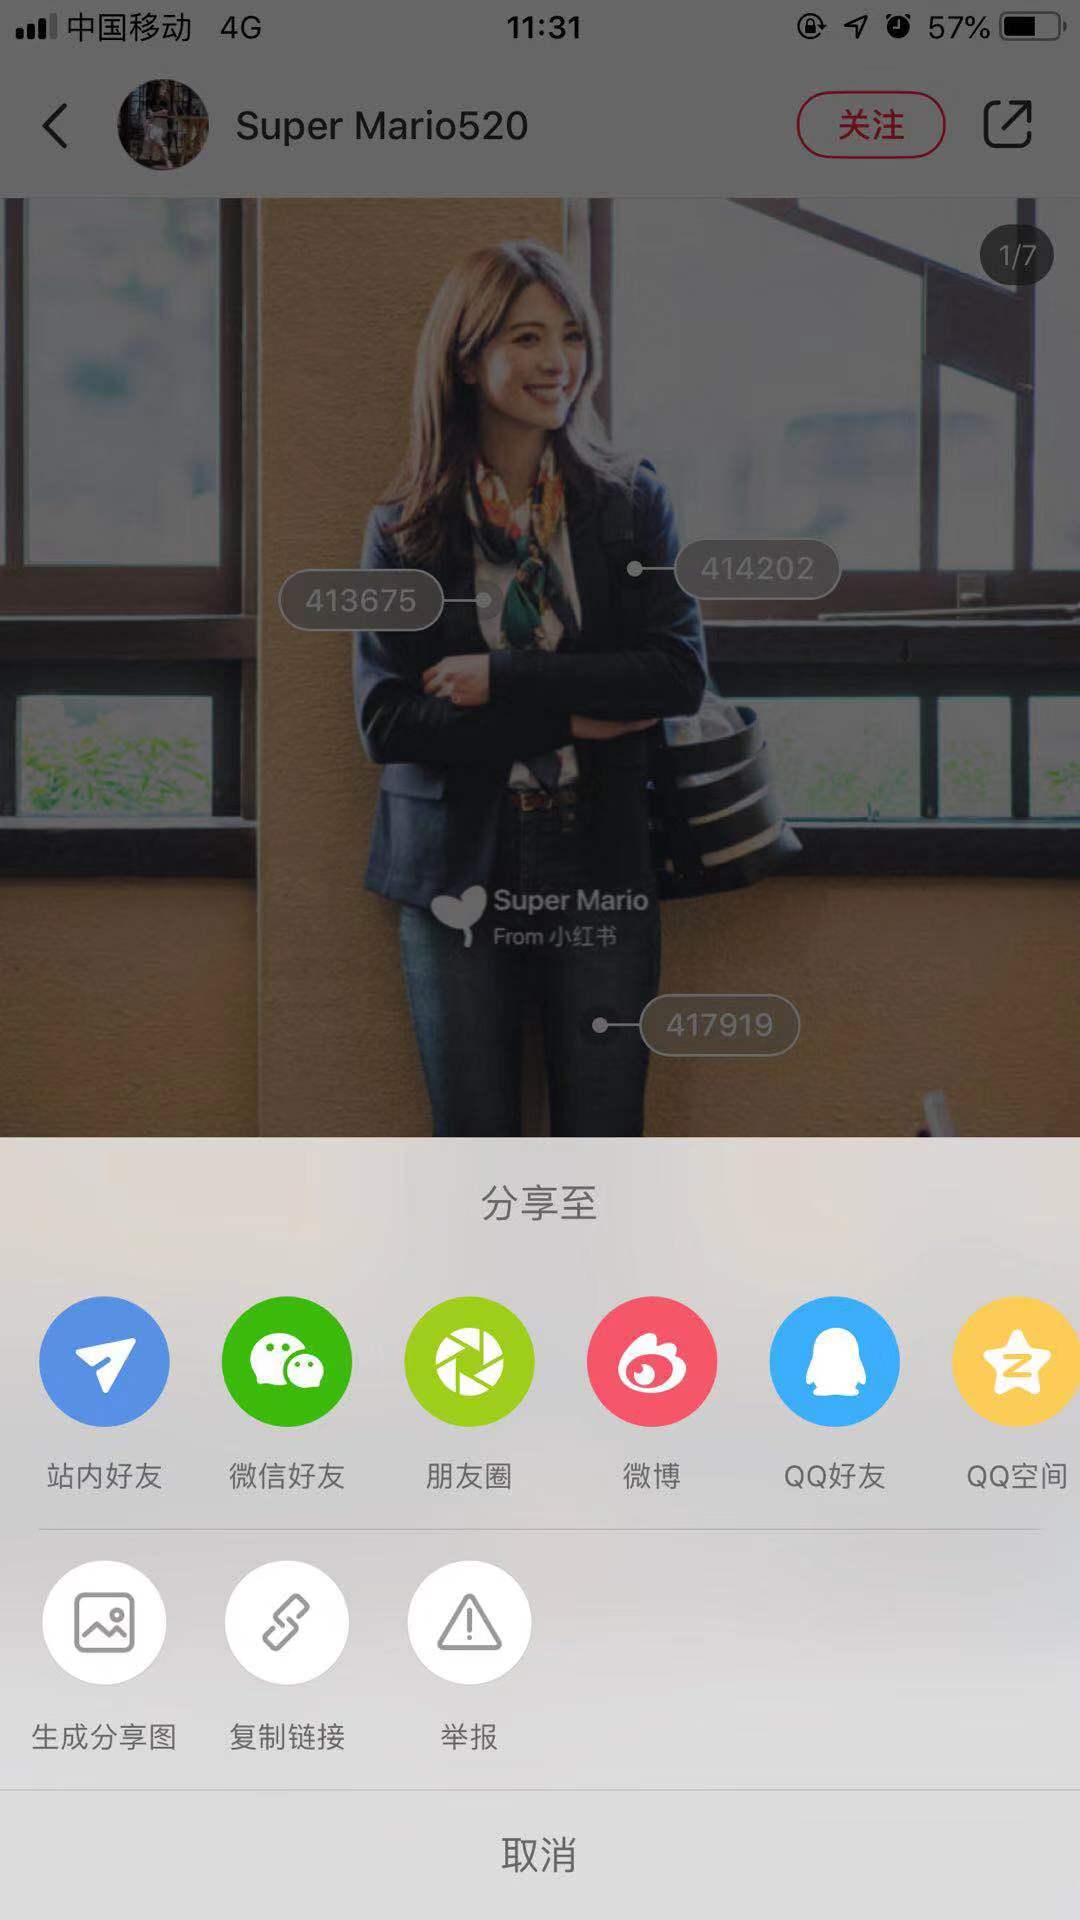 中国移动 4G 11:31 57%
Super Mario520 关注
1/7
414202
413675
Super Mario
From 小红书
417919
分享至
站内好友 微信好友 朋友圈 微博 QQ好友 QQ空间
生成分享图 复制链接 举报
取消